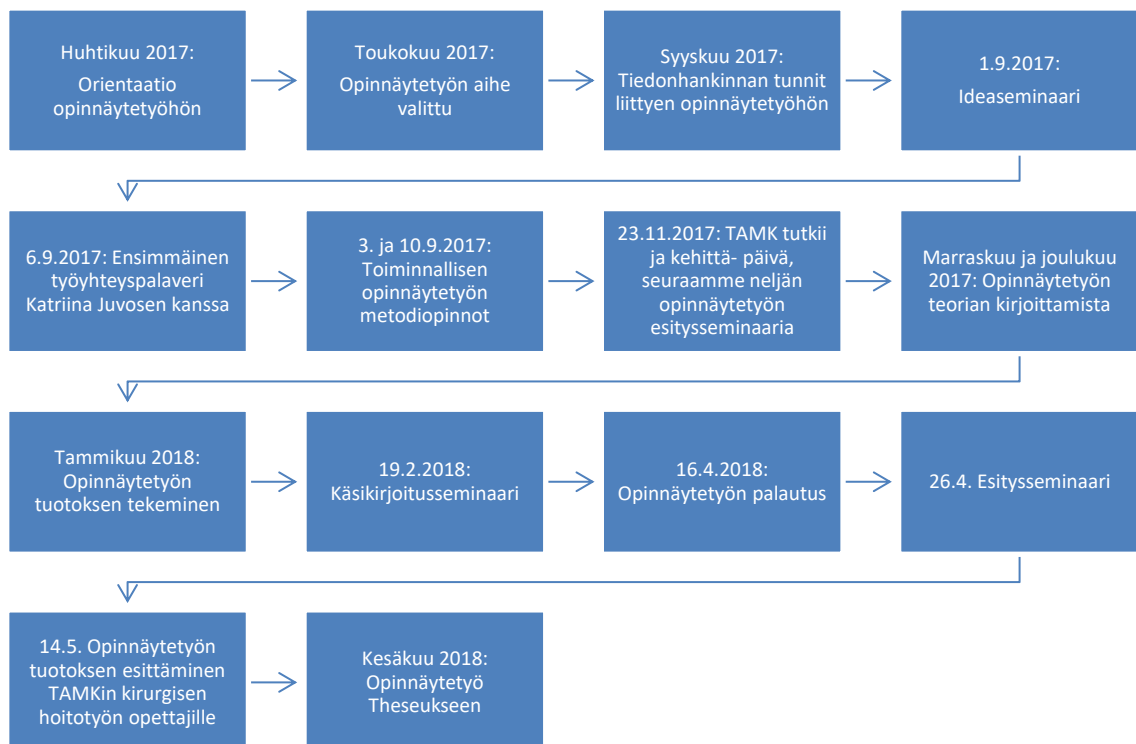 Huhtikuu 2017:
Orientaatio
opinnäytetyöhön
Toukokuu 2017:
Opinnäytetyön aihe
valittu
Syyskuu 2017:
Tiedonhankinnan tunnit
liittyen opinnäytetyöhön
1.9.2017:
Ideaseminaari
6.9.2017: Ensimmäinen
työyhteyspalaveri
Katriina Juvosen kanssa
3. ja 10.9.2017:
Toiminnallisen
opinnäytetyön
metodiopinnot
23.11.2017: TAMK tutkii
ja kehittä- päivä,
seuraamme neljän
opinnäytetyön
esitysseminaaria
Marraskuu ja joulukuu
2017: Opinnäytetyön
teorian kirjoittamista
Tammikuu 2018:
Opinnäytetyön
tuotoksen tekeminen
19.2.2018:
Käsikirjoitusseminaari
16.4.2018:
Opinnäytetyön palautus
26.4. Esitysseminaari
14.5. Opinnäytetyön
tuotoksen esittäminen
TAMKin kirurgisen
hoitotyön opettajille
Kesäkuu 2018:
Opinnäytetyö
Theseukseen